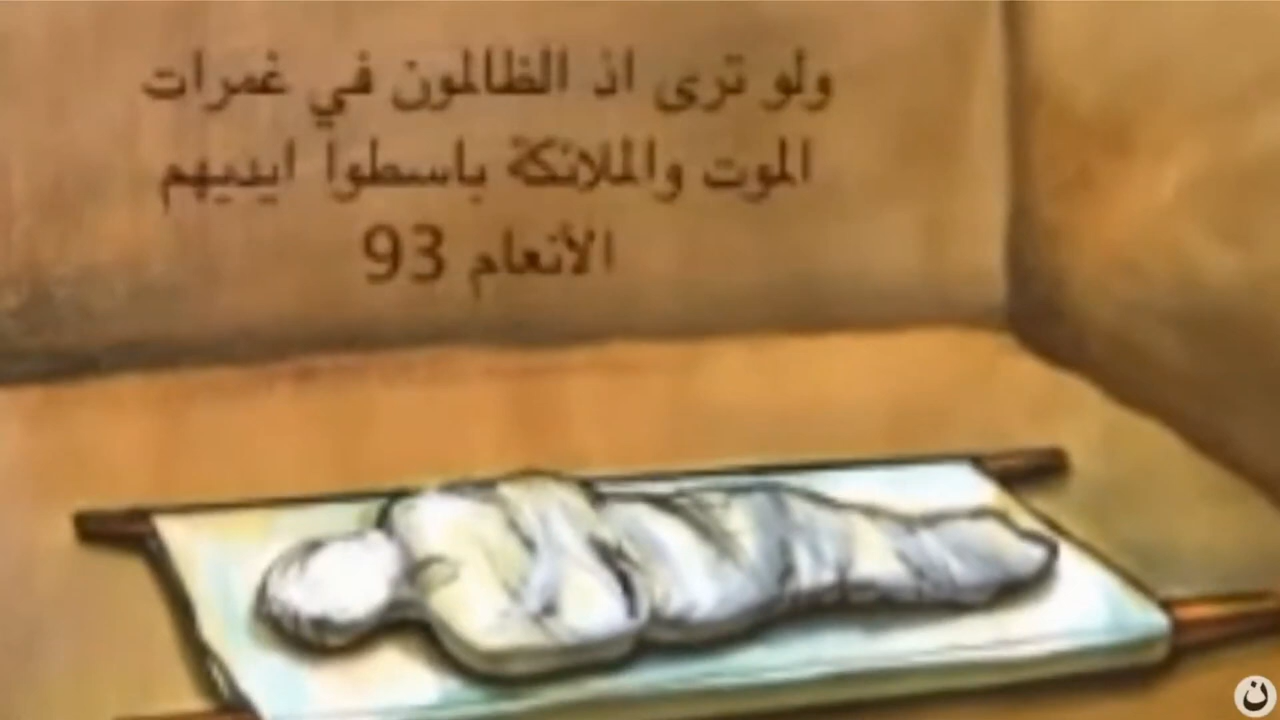 ولو ترى اذ الظالمون في غمرات
الموت والملائكة باسطوا ايديهم
الأنعام 93
ن